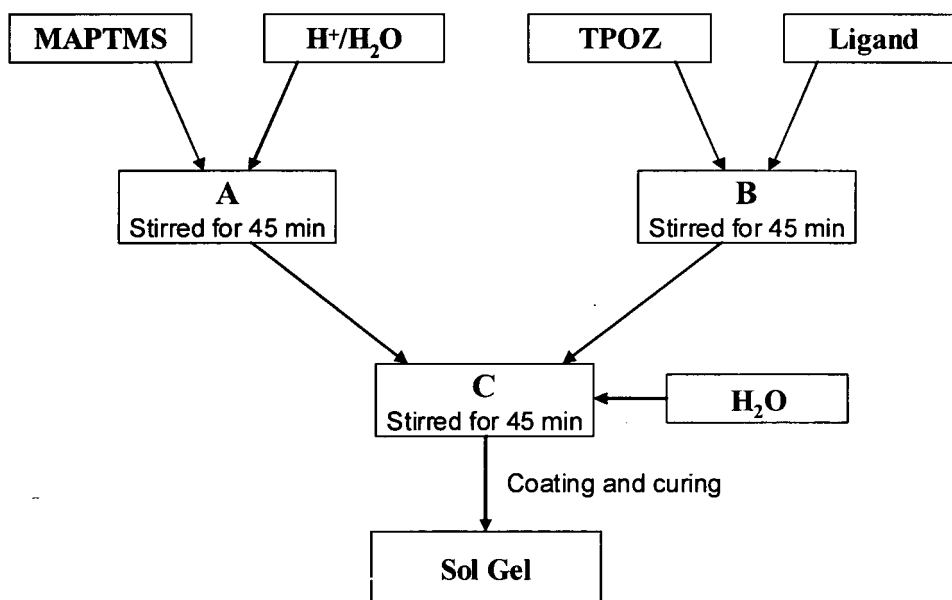 MAPTMS
H⁺/H₂O
TPOZ
Ligand
A
Stirred for 45 min
B
Stirred for 45 min
C
Stirred for 45 min
H₂O
Coating and curing
Sol Gel